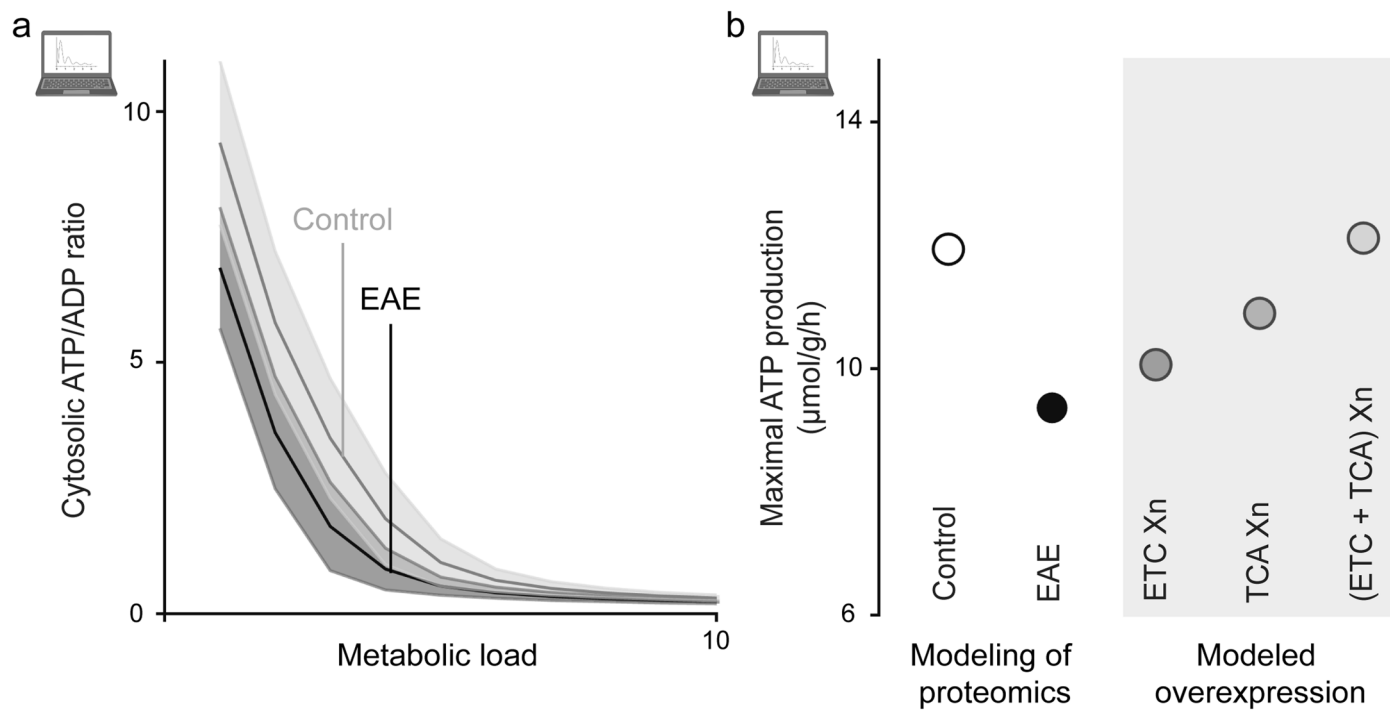 a
10
5
0
Cytosolic ATP/ADP ratio
Control
EAE
Metabolic load
10
b
14
10
6
Maximal ATP production
(µmol/g/h)
Control
EAE
ETC Xn
TCA Xn
(ETC + TCA) Xn
Modeling of
proteomics
Modeled
overexpression